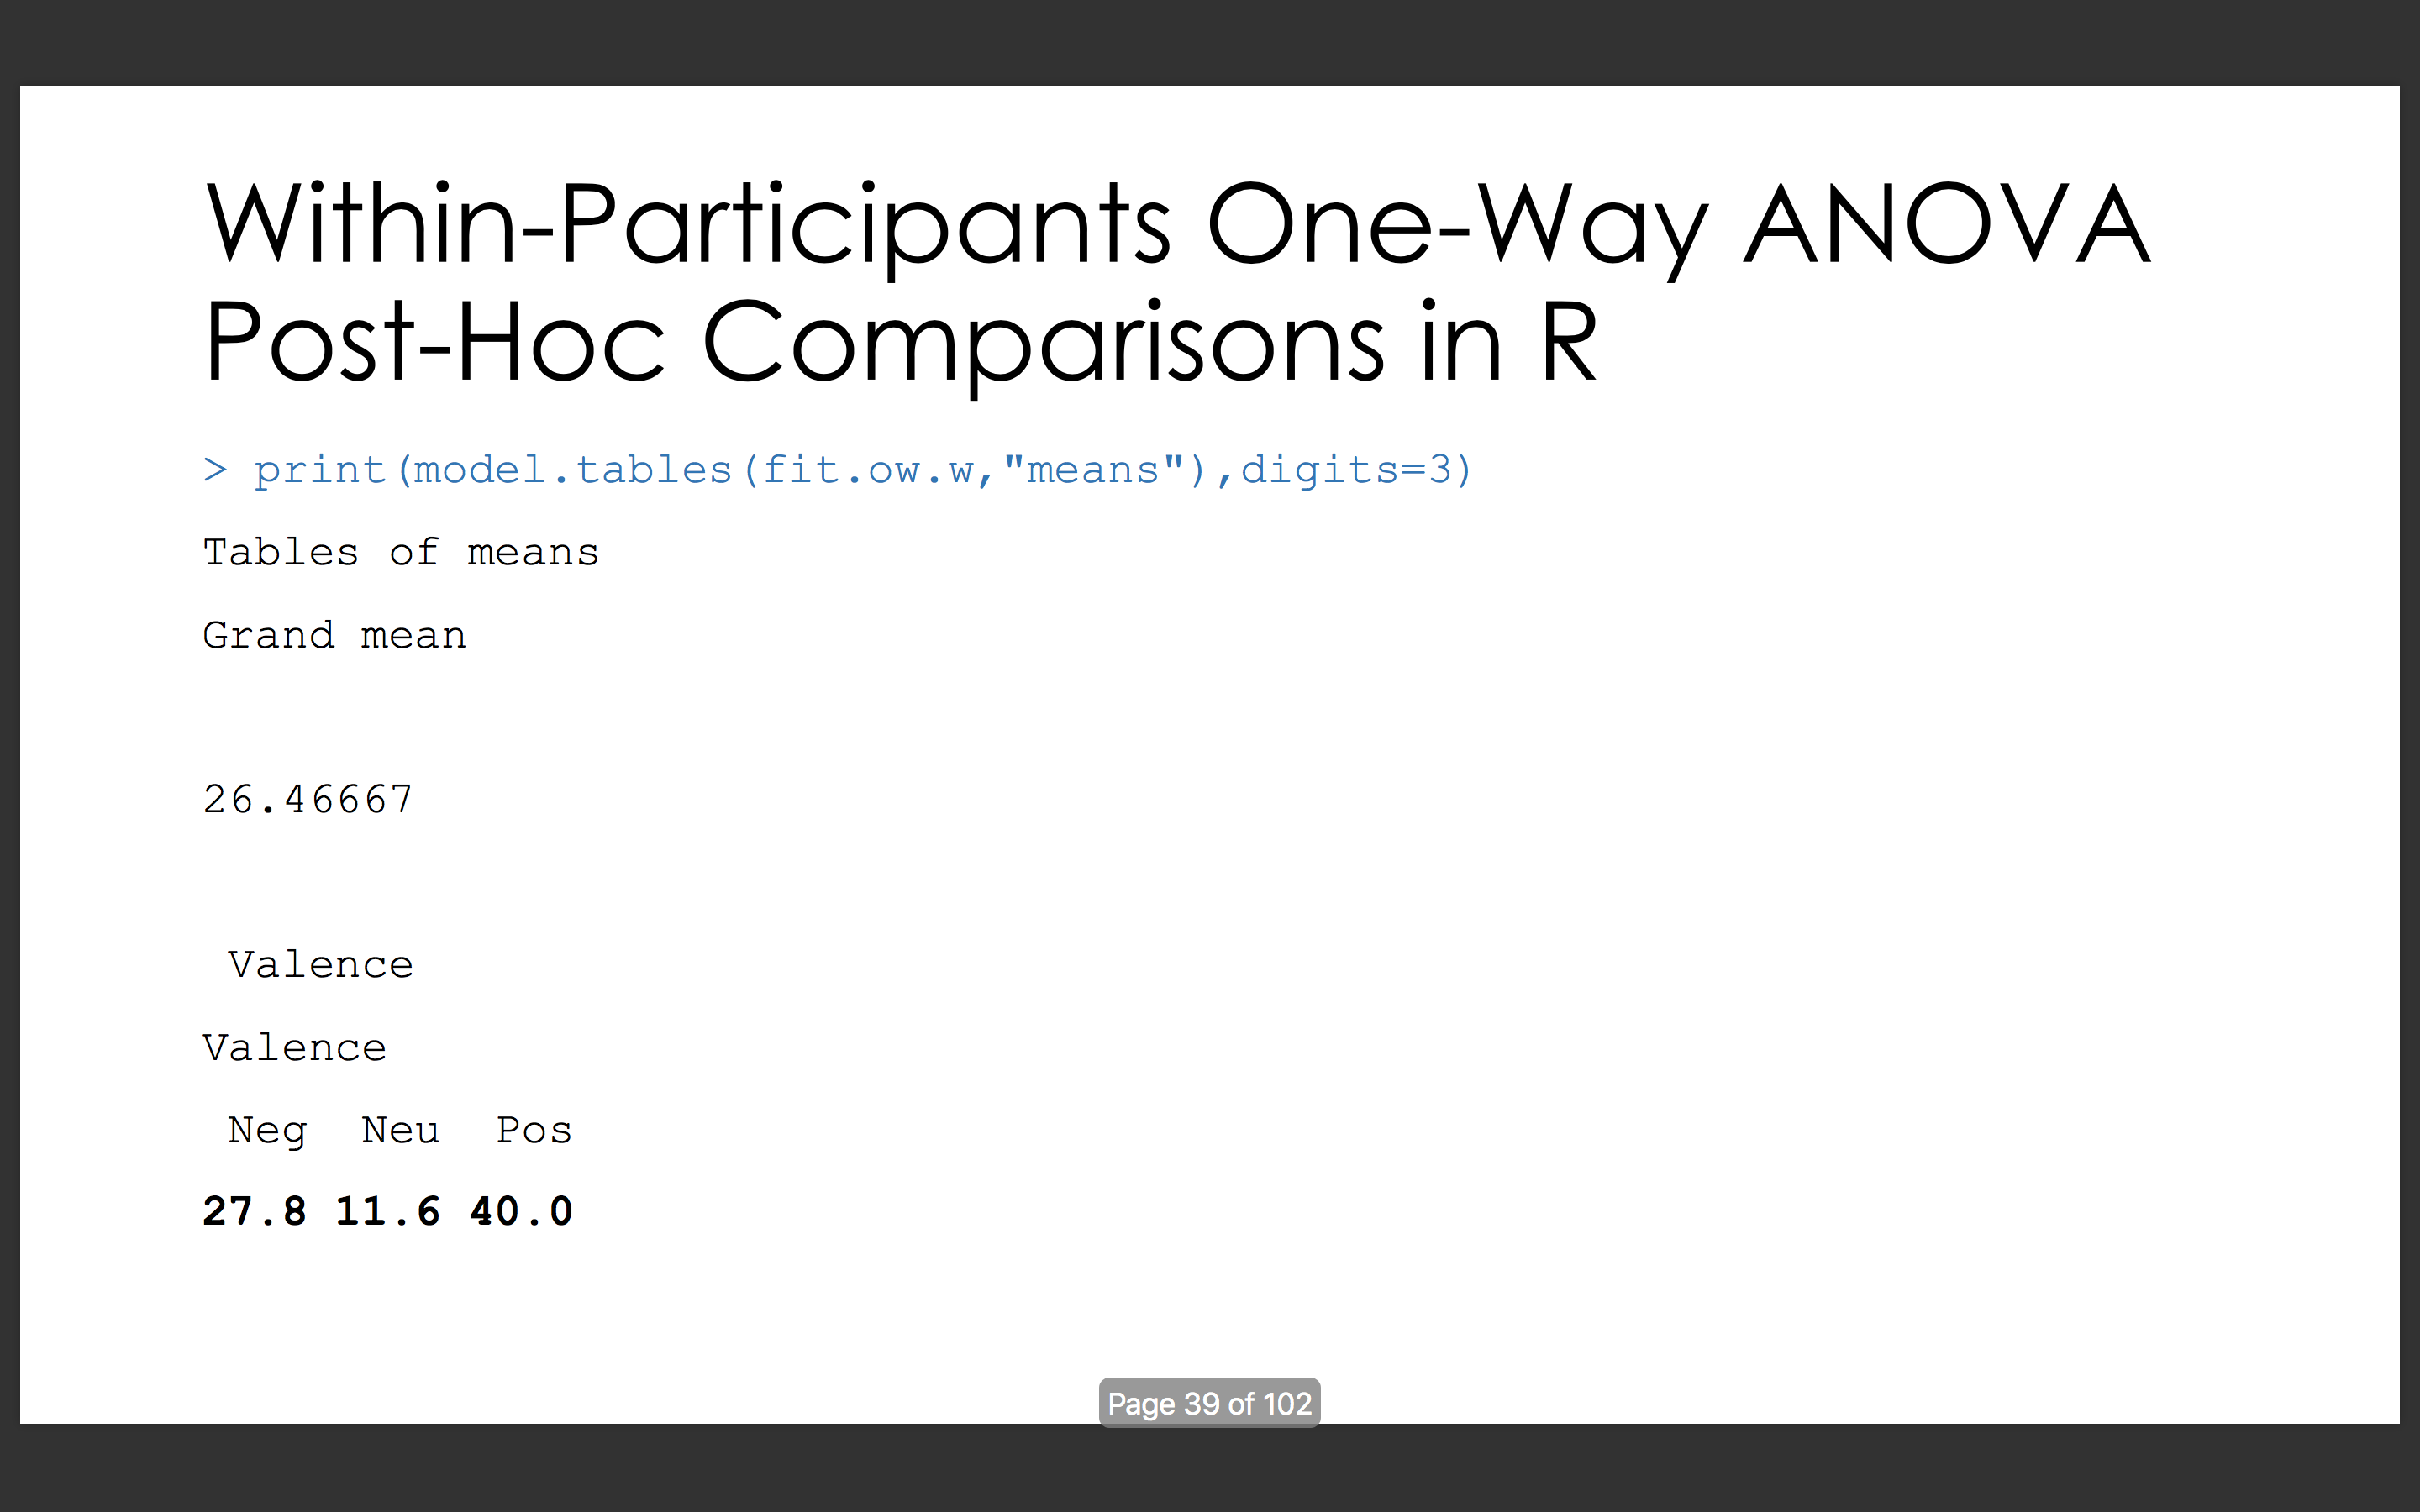 Within-Participants One-Way ANOVA
Post-Hoc Comparisons in R
> print(model.tables(fit.ow.w,"means"),digits=3)
Tables of means
Grand mean
26.46667
Valence
Valence
Neg Neu Pos
27.8 11.6 40.0
Page 39 of 102